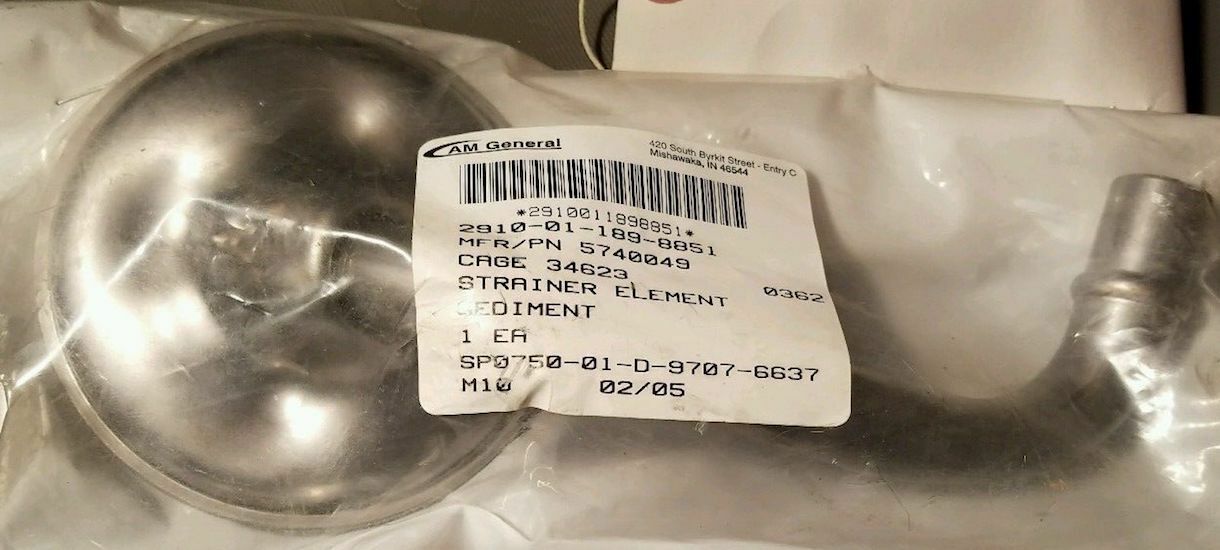 AM General
420 South Byrkit Street - Entry C
Mishawaka, IN 46544
*2910011898851*
2910-01-189-8851
MFR/PN 5740049
CAGE 34623
STRAINER ELEMENT 0362
SEDIMENT
1 EA
SP0750-01-D-9707-6637
M10 02/05